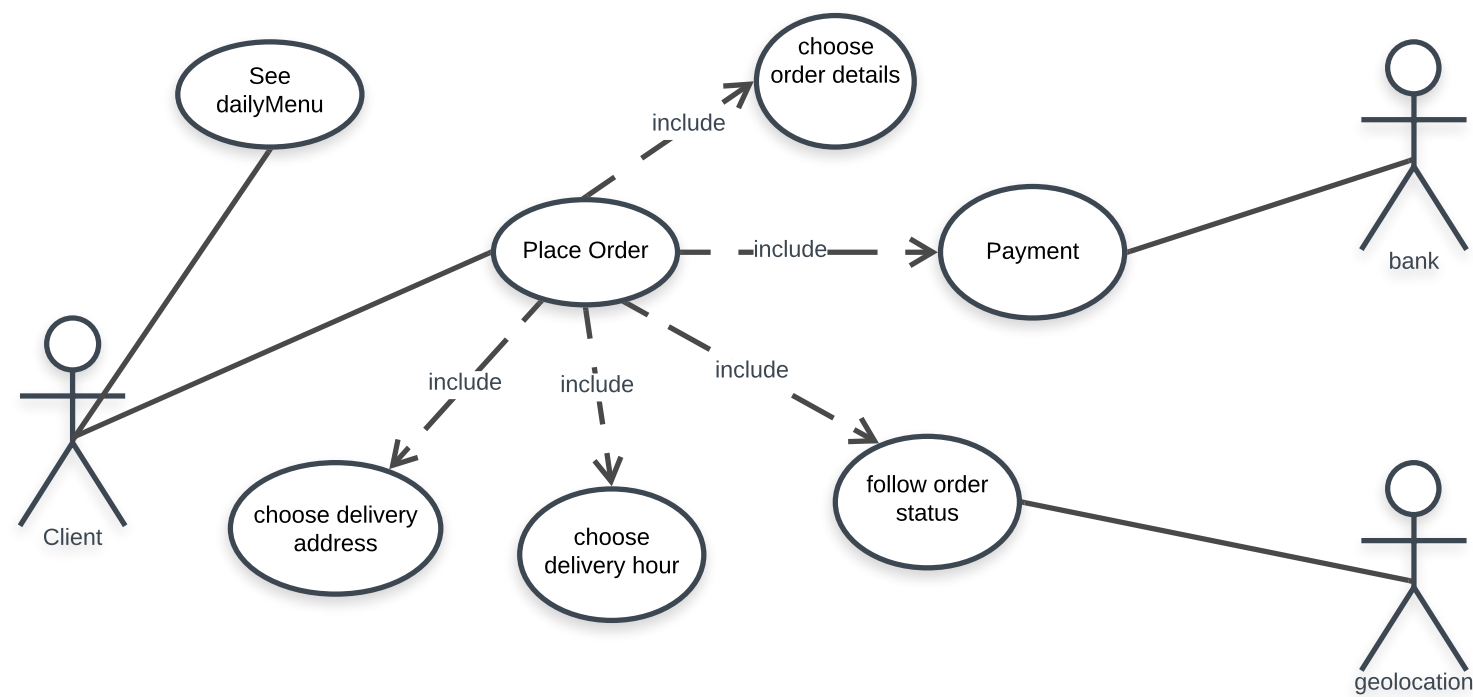 choose
order details
See
dailyMenu
include
Place Order
include
Payment
bank
include
include
include
choose delivery
address
choose
delivery hour
follow order
status
Client
geolocation